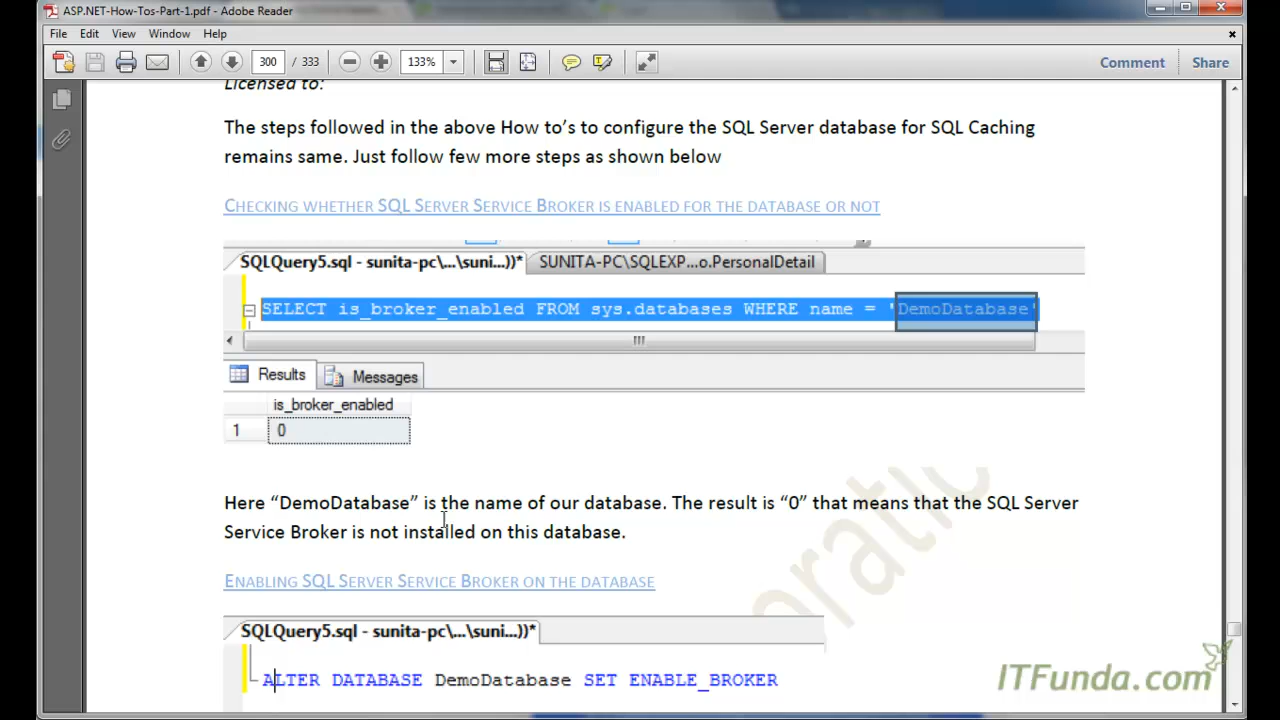 ASP.NET-How-Tos-Part-1.pdf - Adobe Reader
File Edit View Window Help
300 / 333 133% Comment Share
Licensed to:
The steps followed in the above How to's to configure the SQL Server database for SQL Caching
remains same. Just follow few more steps as shown below
CHECKING WHETHER SQL SERVER SERVICE BROKER IS ENABLED FOR THE DATABASE OR NOT
SQLQuery5.sql - sunita-pc\...\suni...))* SUNITA-PC\SQLEXP...o.PersonalDetail
SELECT is_broker_enabled FROM sys.databases WHERE name = 'DemoDatabase'
Results Messages
is_broker_enabled
1 0
Here “DemoDatabase” is the name of our database. The result is “0” that means that the SQL Server
Service Broker is not installed on this database.
ENABLING SQL SERVER SERVICE BROKER ON THE DATABASE
SQLQuery5.sql - sunita-pc\...\suni...))*
ALTER DATABASE DemoDatabase SET ENABLE_BROKER
ITFunda.com